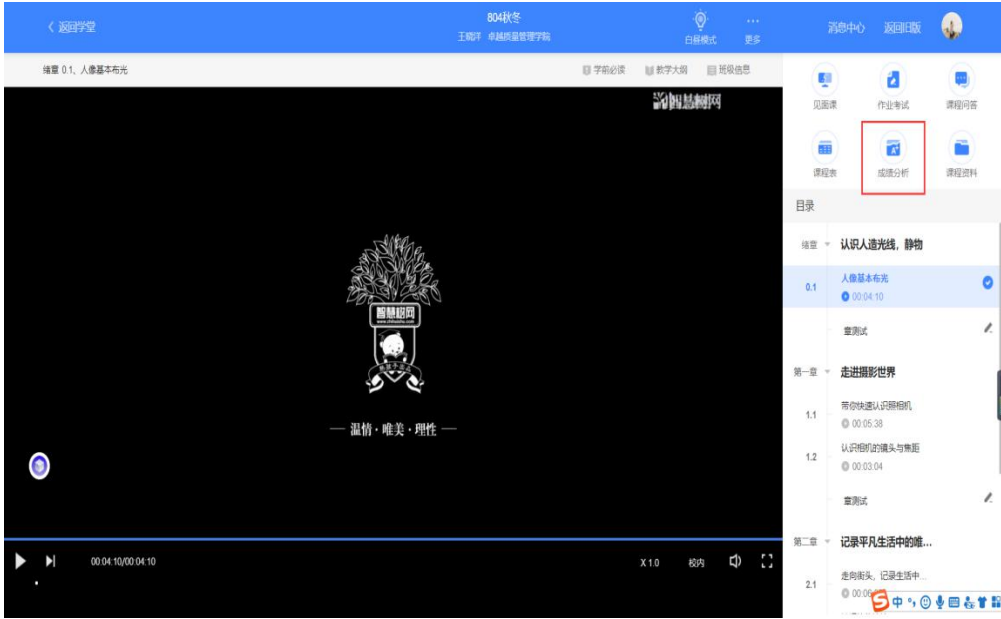 返回学堂
804秋冬
王晓洋 卓越质量管理学院
白昼模式
更多
消息中心
返回旧版
绪章 0.1、人像基本布光
学前必读
教学大纲
班级信息
智慧树网
见面课
作业考试
课程问答
课程表
成绩分析
课程资料
目录
绪章
认识人造光线，静物
0.1
人像基本布光
00:04:10
章测试
第一章
走进摄影世界
1.1
带你快速认识照相机
00:05:38
1.2
认识相机的镜头与焦距
00:03:04
章测试
第二章
记录平凡生活中的唯...
2.1
走向街头，记录生活中...
00:06
智慧树网
www.zhihuishu.com
— 温情·唯美·理性 —
00:04:10/00:04:10
X 1.0
校内
中